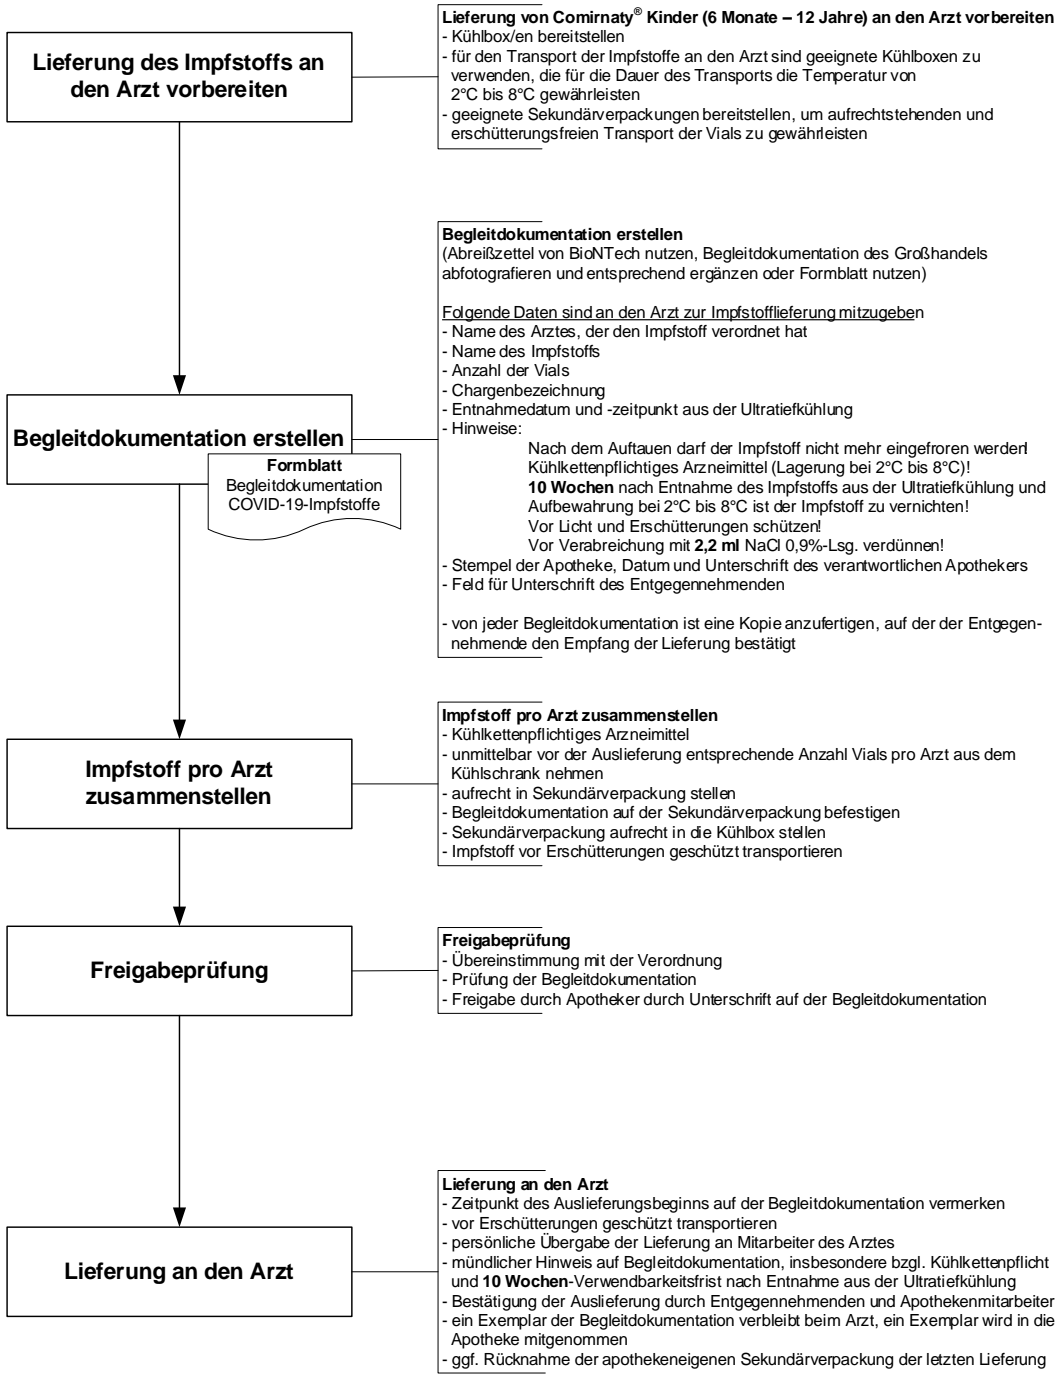 Lieferung des Impfstoffs an
den Arzt vorbereiten
Lieferung von Comirnaty® Kinder (6 Monate – 12 Jahre) an den Arzt vorbereiten
- Kühlbox/en bereitstellen
- für den Transport der Impfstoffe an den Arzt sind geeignete Kühlboxen zu
verwenden, die für die Dauer des Transports die Temperatur von
2°C bis 8°C gewährleisten
- geeignete Sekundärverpackungen bereitstellen, um aufrechtstehenden und
erschütterungsfreien Transport der Vials zu gewährleisten
Begleitdokumentation erstellen
Formblatt
Begleitdokumentation
COVID-19-Impfstoffe
Begleitdokumentation erstellen
(Abreißzettel von BioNTech nutzen, Begleitdokumentation des Großhandels
abfotografieren und entsprechend ergänzen oder Formblatt nutzen)
Folgende Daten sind an den Arzt zur Impfstofflieferung mitzugeben
- Name des Arztes, der den Impfstoff verordnet hat
- Name des Impfstoffs
- Anzahl der Vials
- Chargenbezeichnung
- Entnahmedatum und -zeitpunkt aus der Ultratiefkühlung
- Hinweise:
Nach dem Auftauen darf der Impfstoff nicht mehr eingefroren werden!
Kühlkettenpflichtiges Arzneimittel (Lagerung bei 2°C bis 8°C)!
10 Wochen nach Entnahme des Impfstoffs aus der Ultratiefkühlung und
Aufbewahrung bei 2°C bis 8°C ist der Impfstoff zu vernichten!
Vor Licht und Erschütterungen schützen!
Vor Verabreichung mit 2,2 ml NaCl 0,9%-Lsg. verdünnen!
- Stempel der Apotheke, Datum und Unterschrift des verantwortlichen Apothekers
- Feld für Unterschrift des Entgegennehmenden
- von jeder Begleitdokumentation ist eine Kopie anzufertigen, auf der der Entgegen-
nehmende den Empfang der Lieferung bestätigt
Impfstoff pro Arzt
zusammenstellen
Impfstoff pro Arzt zusammenstellen
- Kühlkettenpflichtiges Arzneimittel
- unmittelbar vor der Auslieferung entsprechende Anzahl Vials pro Arzt aus dem
Kühlschrank nehmen
- aufrecht in Sekundärverpackung stellen
- Begleitdokumentation auf der Sekundärverpackung befestigen
- Sekundärverpackung aufrecht in die Kühlbox stellen
- Impfstoff vor Erschütterungen geschützt transportieren
Freigabeprüfung
Freigabeprüfung
- Übereinstimmung mit der Verordnung
- Prüfung der Begleitdokumentation
- Freigabe durch Apotheker durch Unterschrift auf der Begleitdokumentation
Lieferung an den Arzt
Lieferung an den Arzt
- Zeitpunkt des Auslieferungsbeginns auf der Begleitdokumentation vermerken
- vor Erschütterungen geschützt transportieren
- persönliche Übergabe der Lieferung an Mitarbeiter des Arztes
- mündlicher Hinweis auf Begleitdokumentation, insbesondere bzgl. Kühlkettenpflicht
und 10 Wochen-Verwendbarkeitsfrist nach Entnahme aus der Ultratiefkühlung
- Bestätigung der Auslieferung durch Entgegennehmenden und Apothekenmitarbeiter
- ein Exemplar der Begleitdokumentation verbleibt beim Arzt, ein Exemplar wird in die
Apotheke mitgenommen
- ggf. Rücknahme der apothekeneigenen Sekundärverpackung der letzten Lieferung